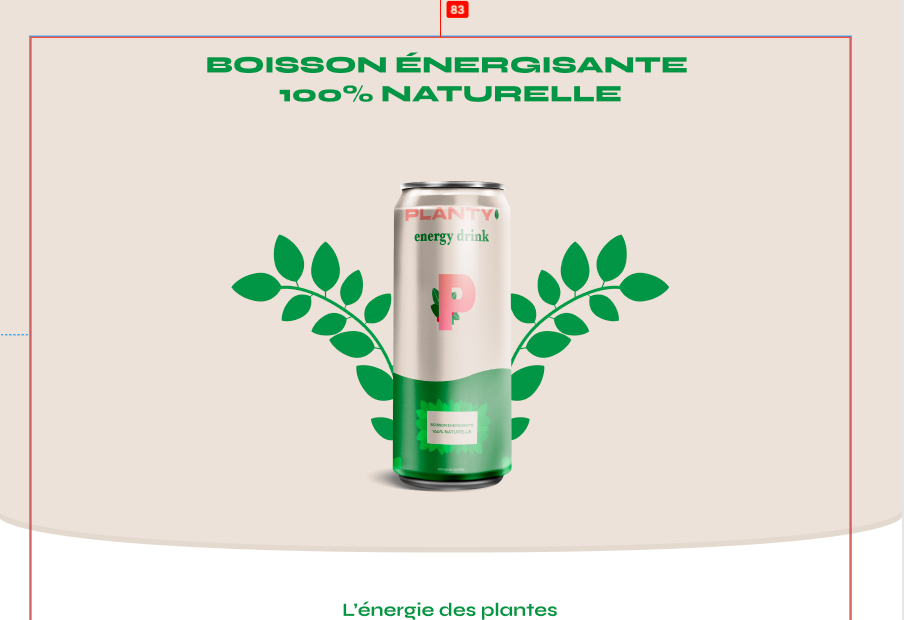 83
BOISSON ÉNERGISANTE
100% NATURELLE
PLANTY
energy drink
P
BOISSON ÉNERGISANTE
100% NATURELLE
L’énergie des plantes